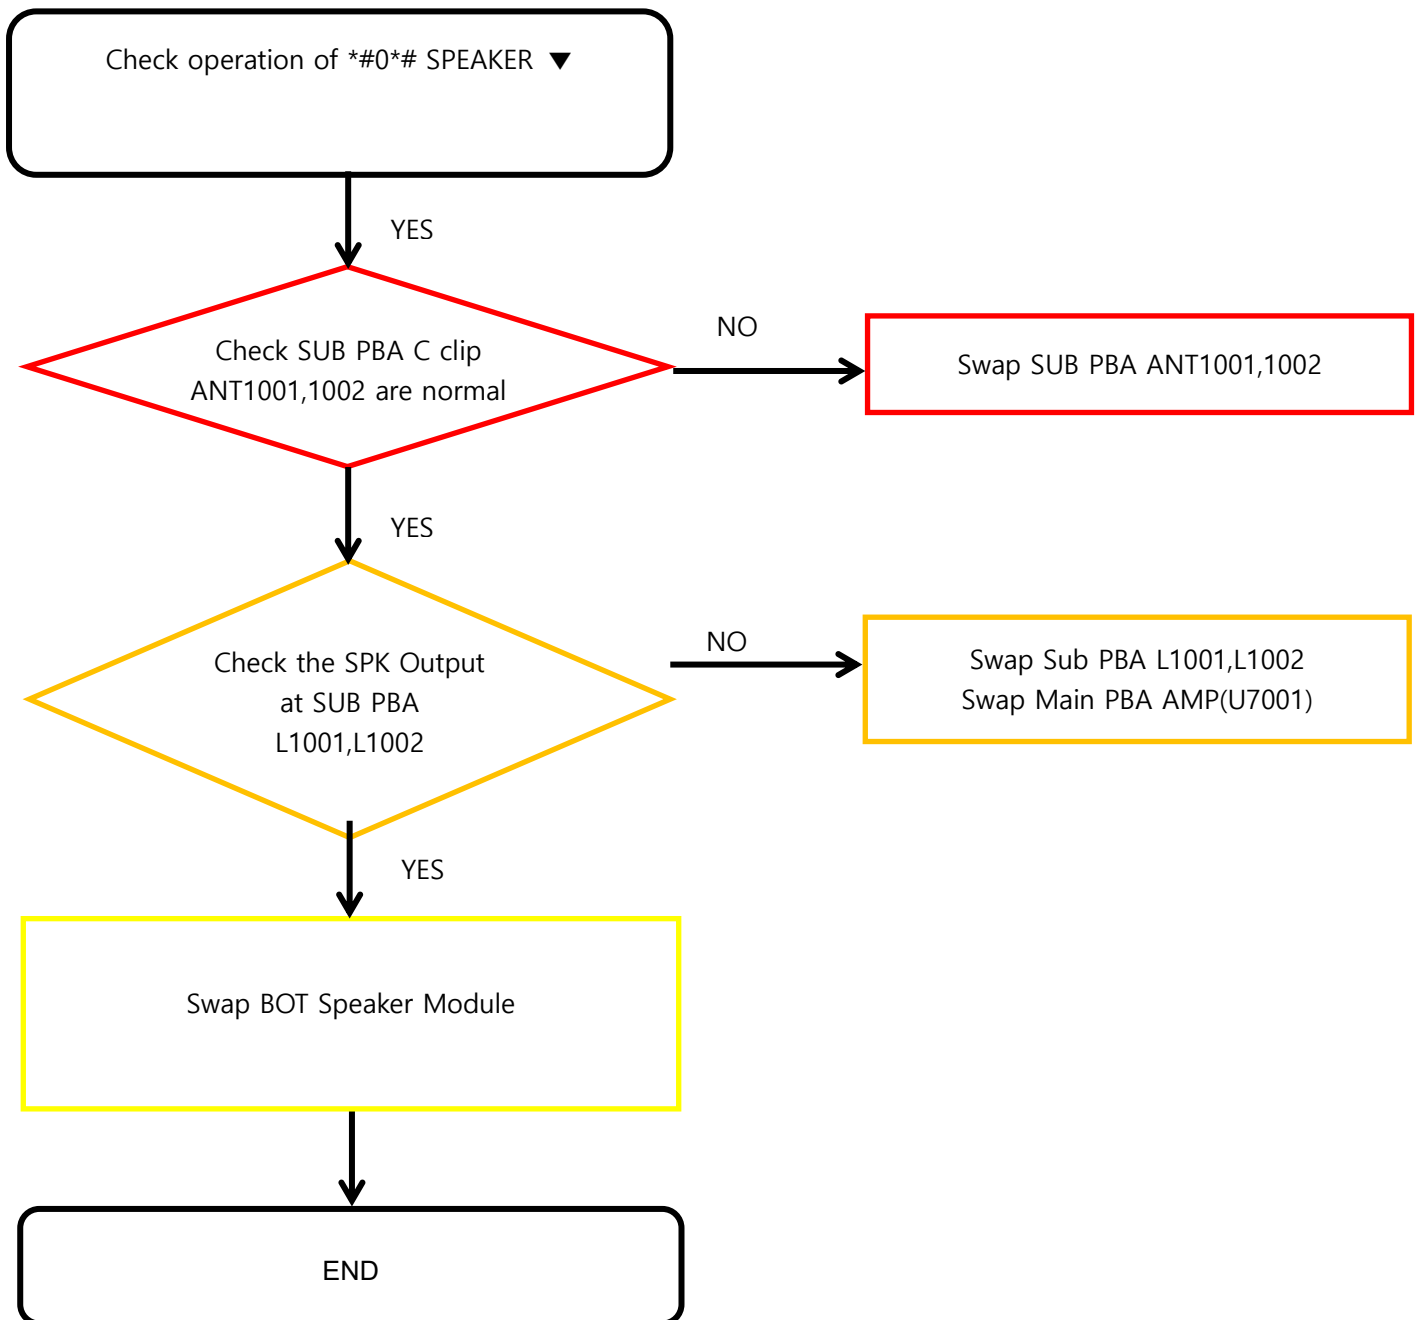 Check operation of *#0*# SPEAKER ▼
YES
Check SUB PBA C clip
ANT1001,1002 are normal
NO
Swap SUB PBA ANT1001,1002
YES
Check the SPK Output
at SUB PBA
L1001,L1002
NO
Swap Sub PBA L1001,L1002
Swap Main PBA AMP(U7001)
YES
Swap BOT Speaker Module
END